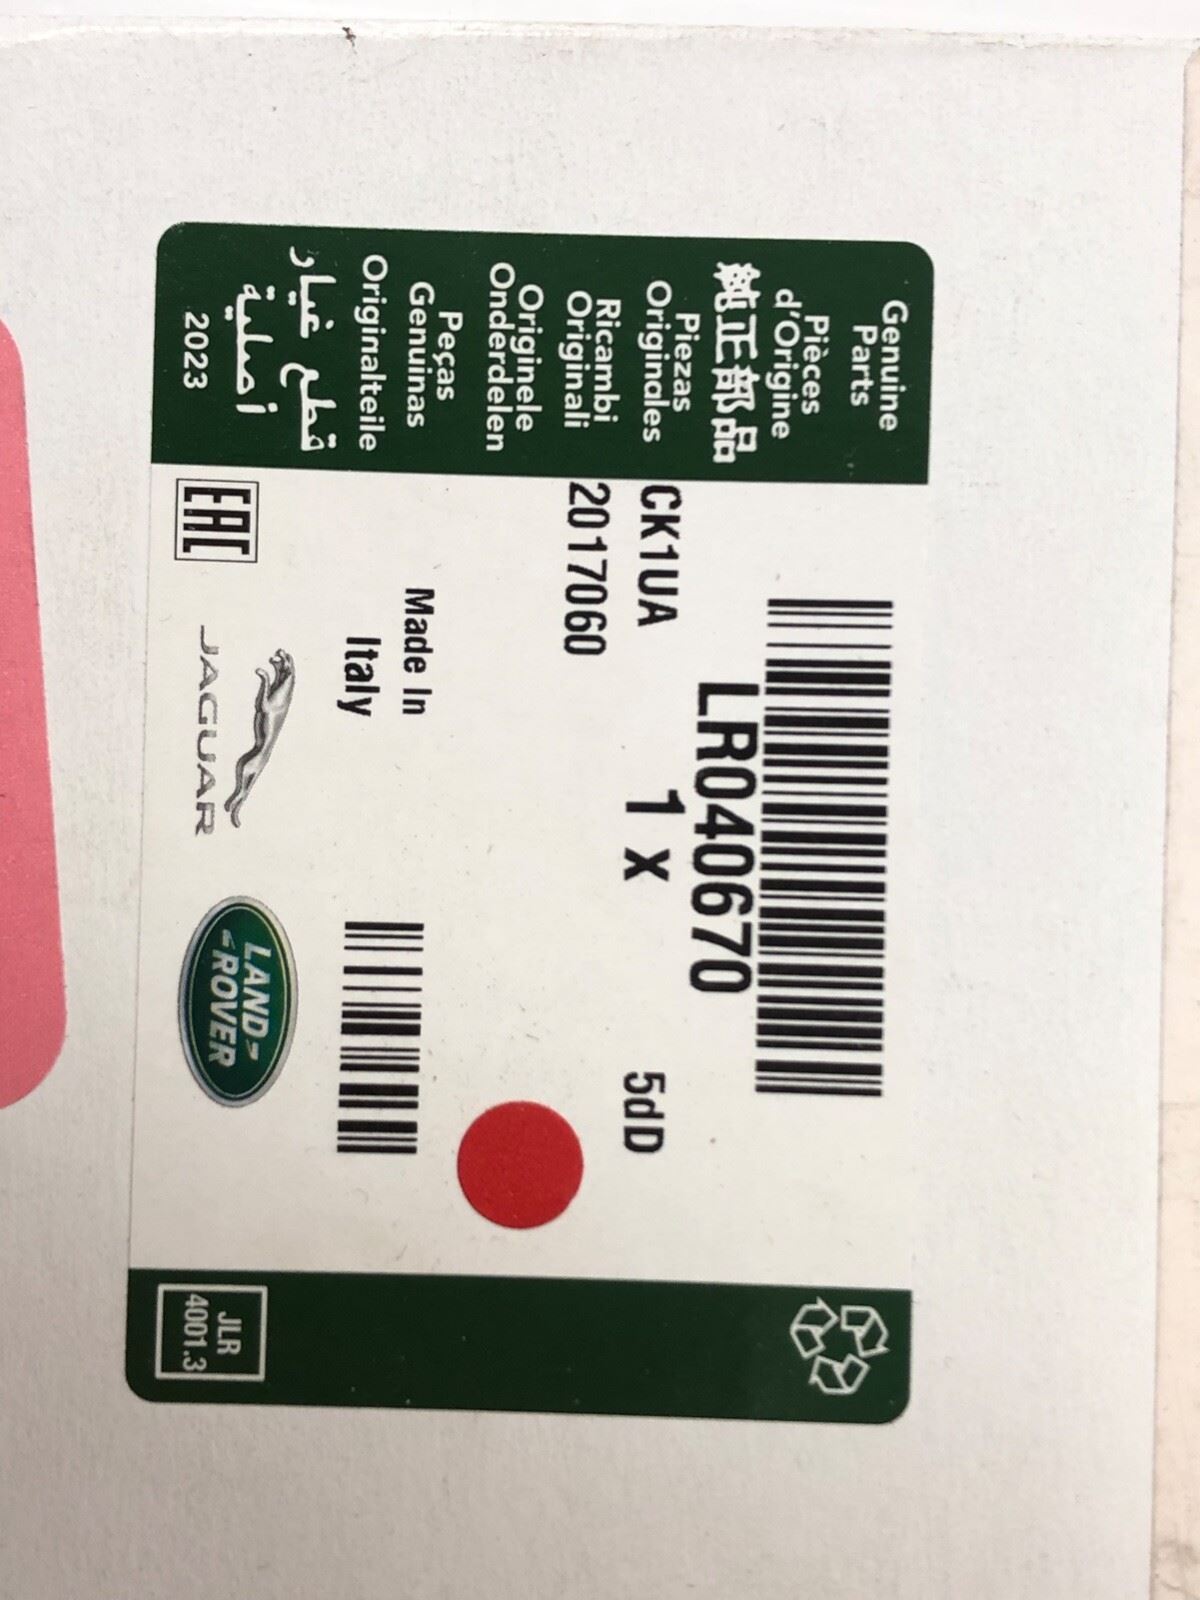 Genuine
Parts
Pièces
d'Origine
純正部品
Piezas
Originales
Ricambi
Originali
Originele
Onderdelen
Peças
Genuinas
Originalteile
قطع غيار
أصلية
2023
LR040670
CK1UA
1 X
5dD
2017060
Made In
Italy
EAC
JAGUAR
LAND
ROVER
JLR
4001.3